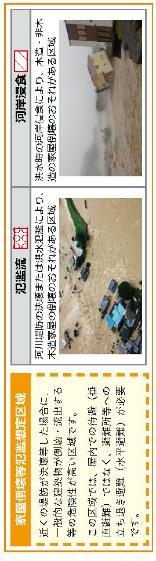 家屋倒壊等氾濫想定区域
近くの堤防が決壊等した場合に、
一般的な建築物が倒壊・流出する
等の危険性が高い区域です。
この区域では、屋内での待避(垂
直避難)ではなく、避難所等への
立ち退き避難(水平避難)が必要
です。
氾濫流
河川堤防の決壊または洪水氾濫により、
木造家屋の倒壊のおそれがある区域
河岸浸食
洪水時の河岸侵食により、木造・非木
造の家屋倒壊のおそれがある区域